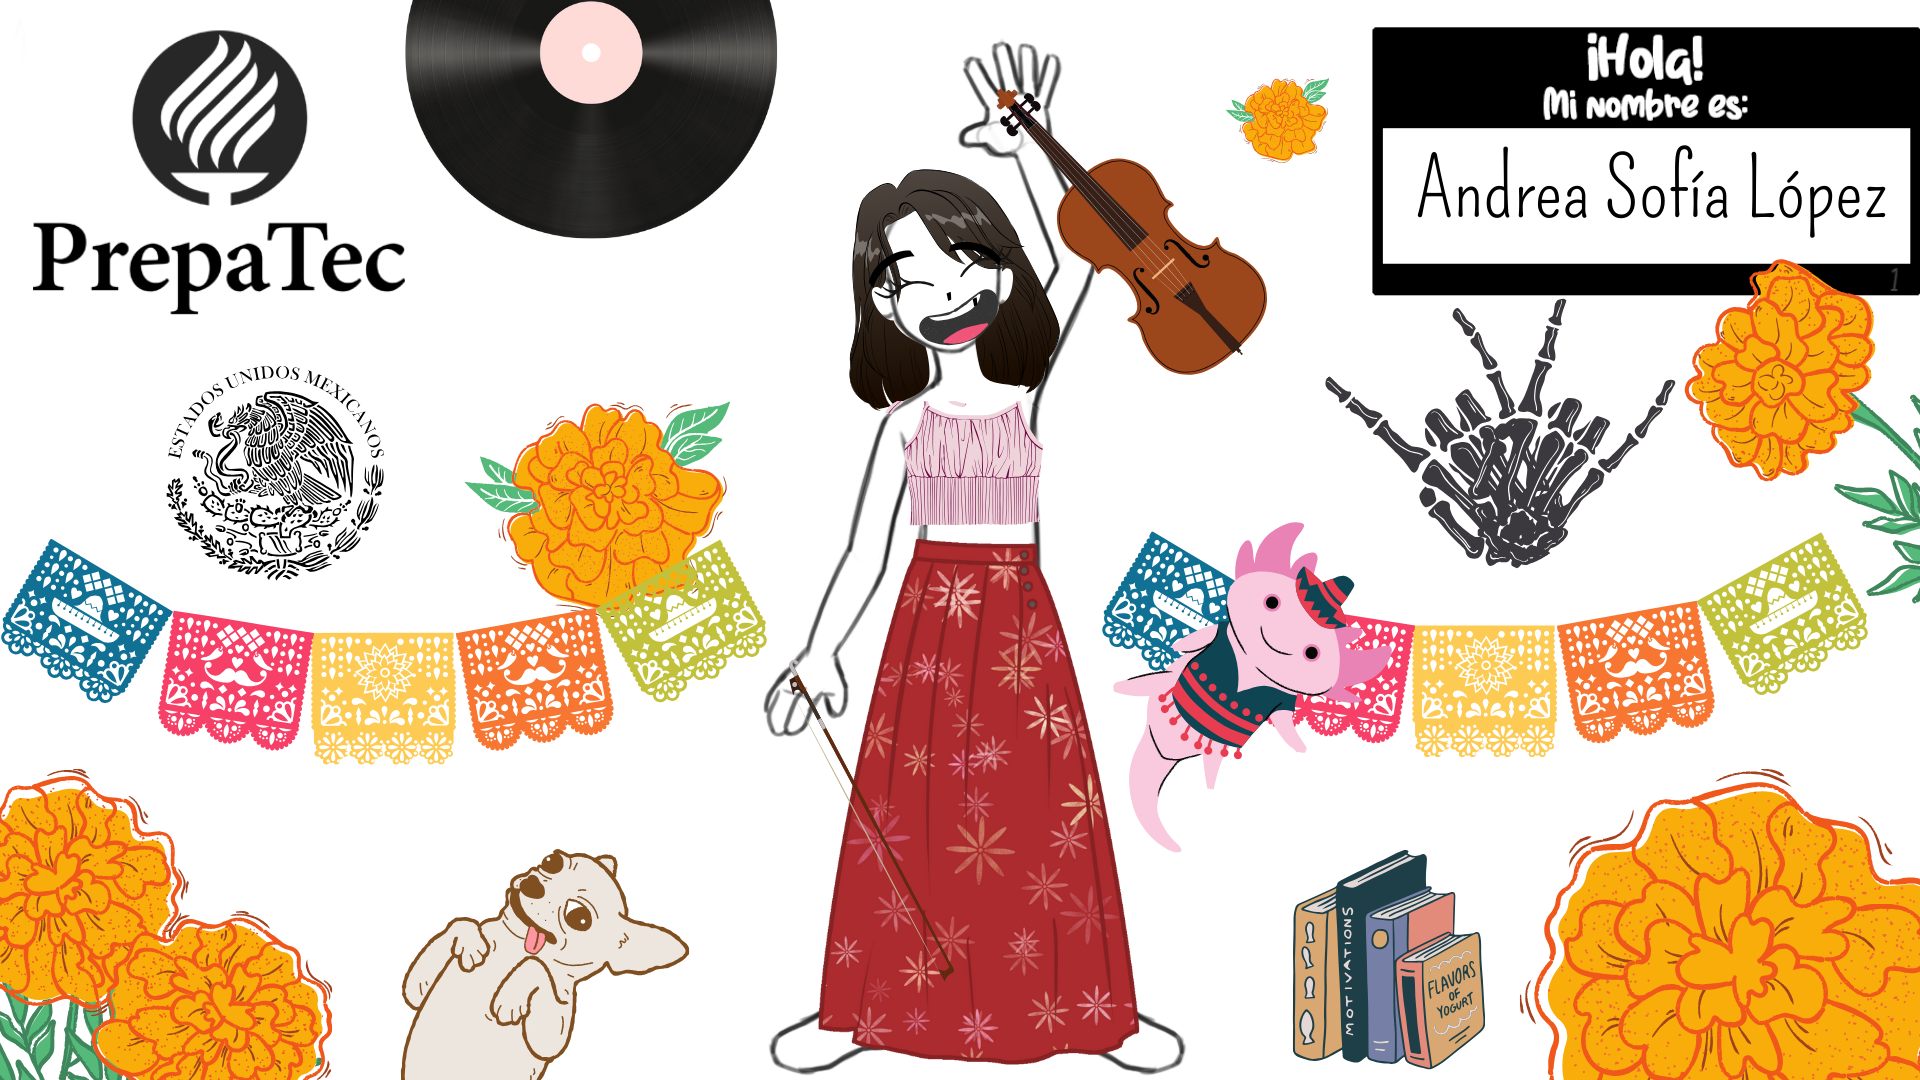 PrepaTec
¡Hola!
Mi nombre es:
Andrea Sofía López
1
ESTADOS UNIDOS MEXICANOS
MOTIVATIONS
FLAVORS
OF
YOGURT